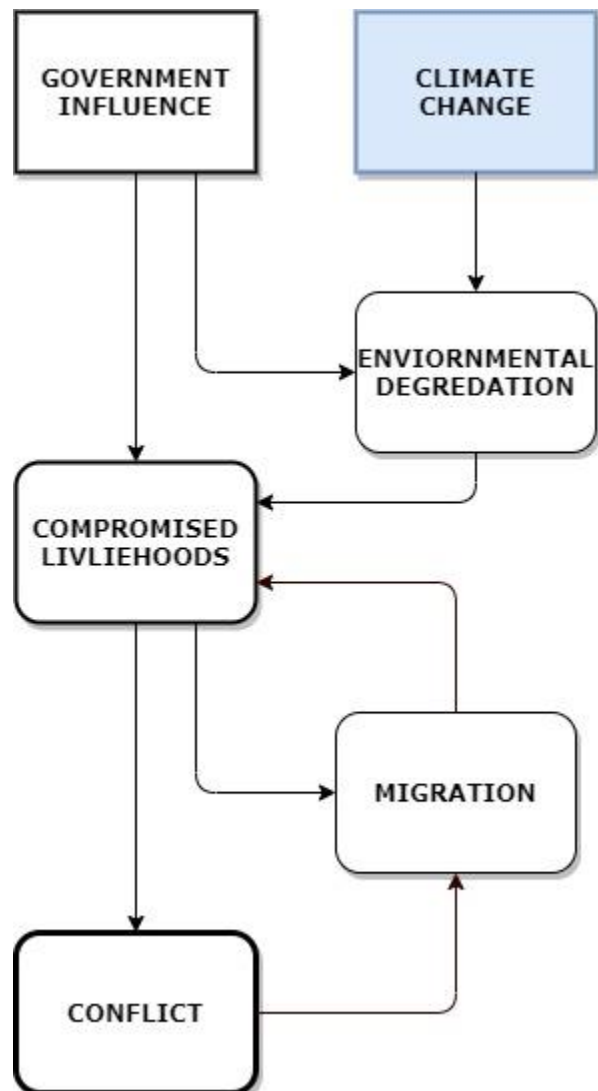 GOVERNMENT
INFLUENCE
CLIMATE
CHANGE
ENVIORNMENTAL
DEGREDATION
COMPROMISED
LIVLIEHOODS
MIGRATION
CONFLICT